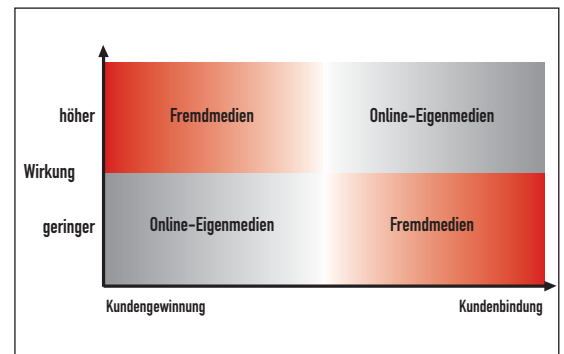 höher
Fremdmedien
Online-Eigenmedien
Wirkung
geringer
Online-Eigenmedien
Fremdmedien
Kundengewinnung
Kundenbindung